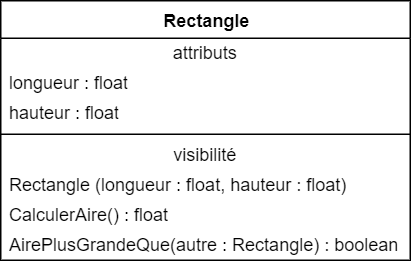 Rectangle
attributs
longueur : float
hauteur : float
visibilité
Rectangle (longueur : float, hauteur : float)
CalculerAire() : float
AirePlusGrandeQue(autre : Rectangle) : boolean